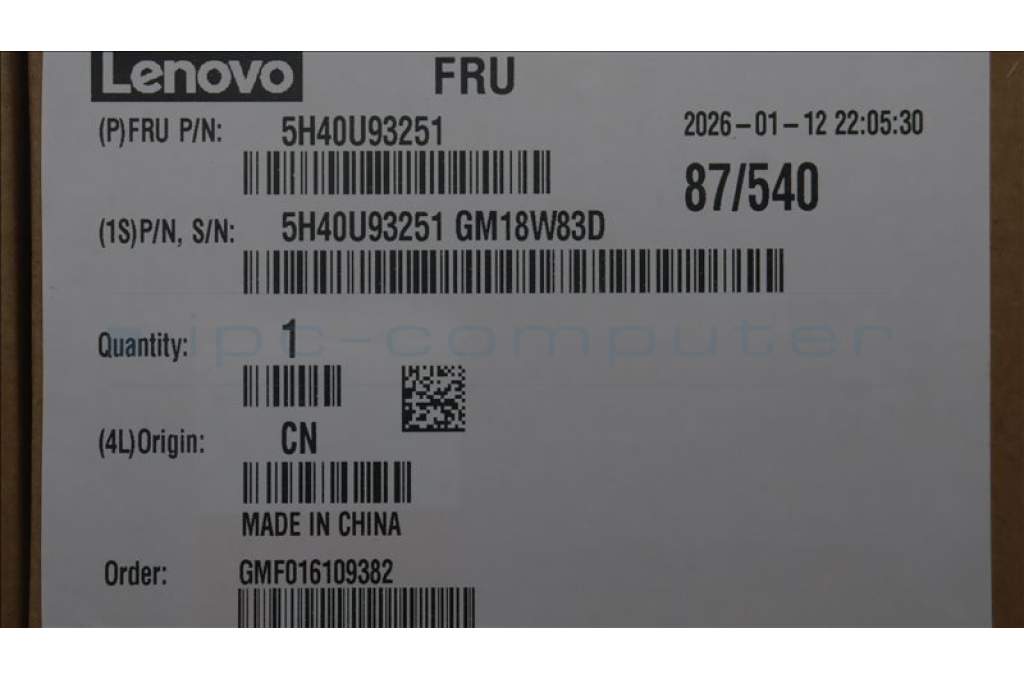 Lenovo FRU
(P)FRU P/N: 5H40U93251 2026-01-12 22:05:30
87/540
(1S)P/N, S/N: 5H40U93251 GM18W83D
ipc-computer
Quantity: 1
(4L)Origin: CN
MADE IN CHINA
Order: GMF016109382